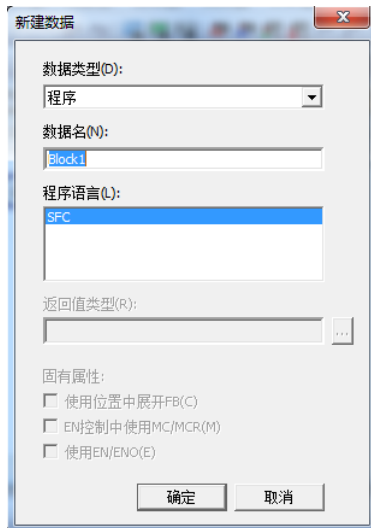 新建数据
数据类型(D):
程序
数据名(N):
Block1
程序语言(L):
SFC
返回值类型(R):
...
固有属性:
使用位置中展开FB(C)
EN控制中使用MC/MCR(M)
使用EN/ENO(E)
确定 取消